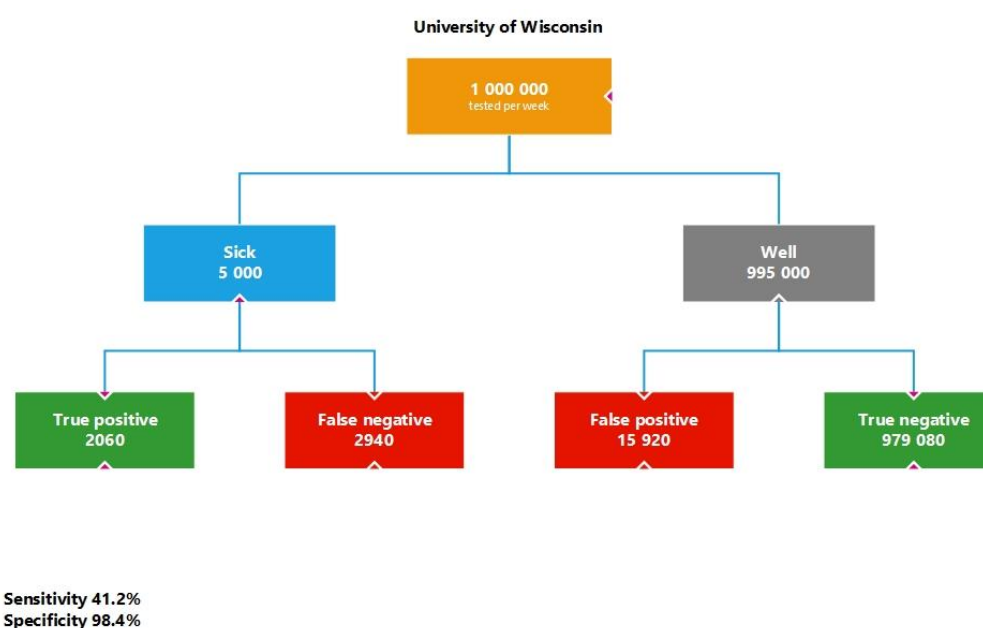 University of Wisconsin
1 000 000
tested per week
Sick
5 000
Well
995 000
True positive
2060
False negative
2940
False positive
15 920
True negative
979 080
Sensitivity 41.2%
Specificity 98.4%